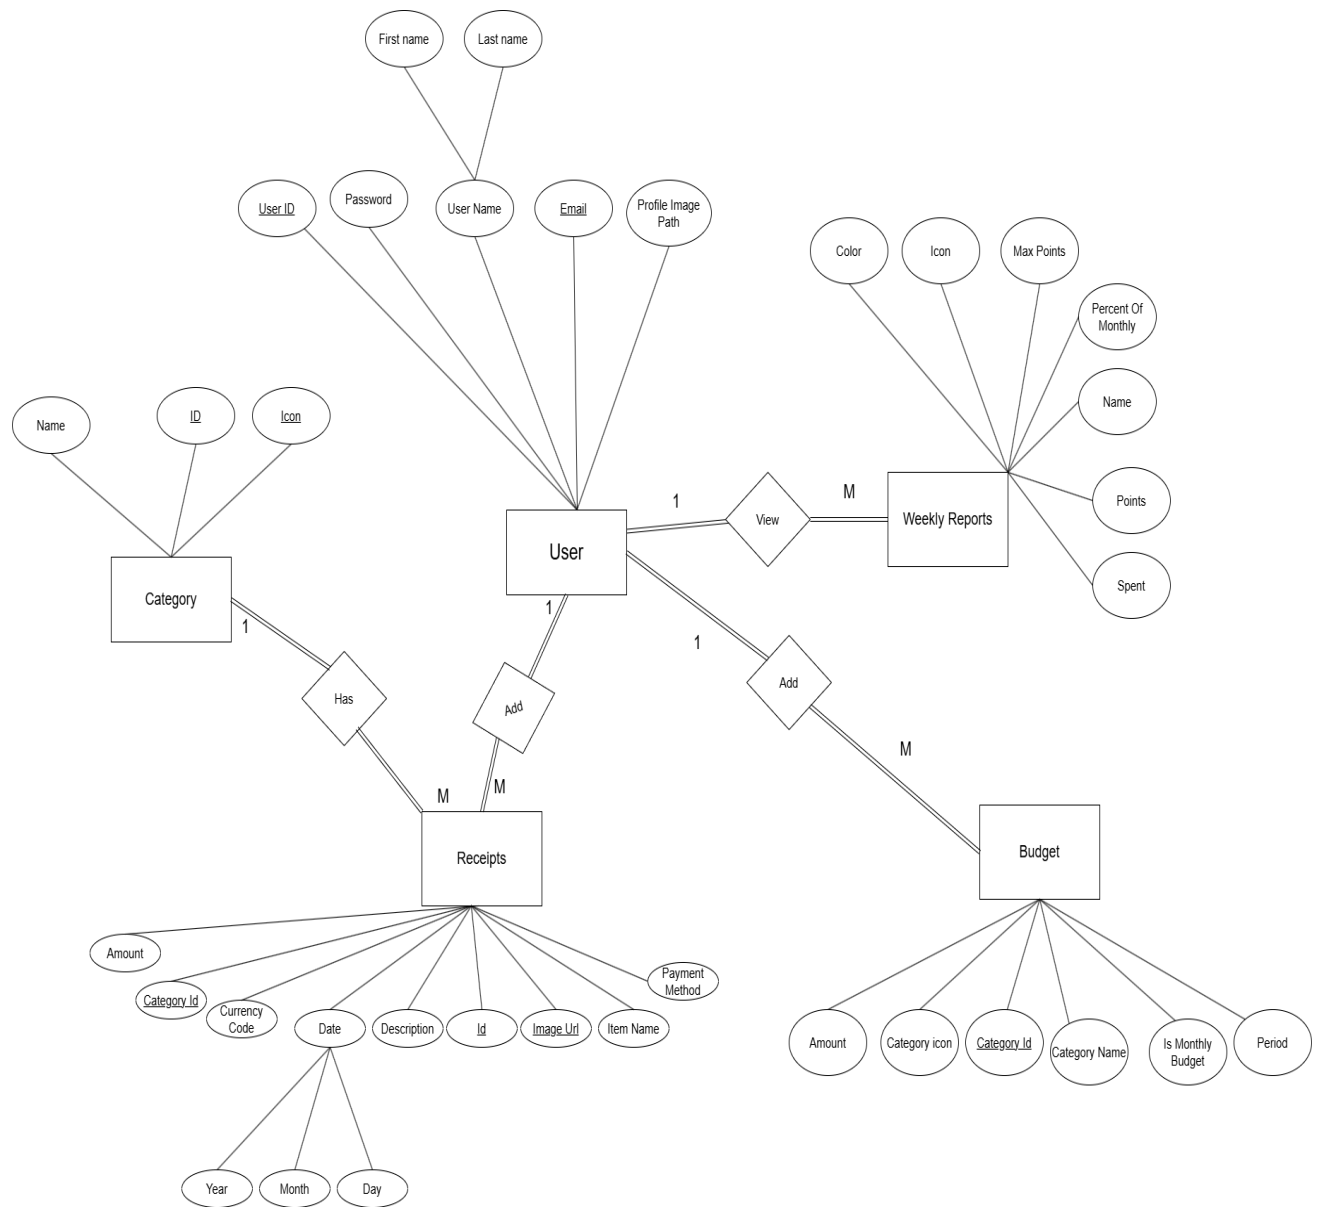 First name
Last name
User ID
Password
User Name
Email
Profile Image
Path
Color
Icon
Max Points
Percent Of
Monthly
Name
Points
Spent
Name
ID
Icon
Category
User
1
View
M
Weekly Reports
1
Has
M
1
Add
M
1
Add
M
Receipts
Budget
Amount
Category Id
Currency
Code
Date
Description
Id
Image Url
Item Name
Payment
Method
Year
Month
Day
Amount
Category icon
Category Id
Category Name
Is Monthly
Budget
Period